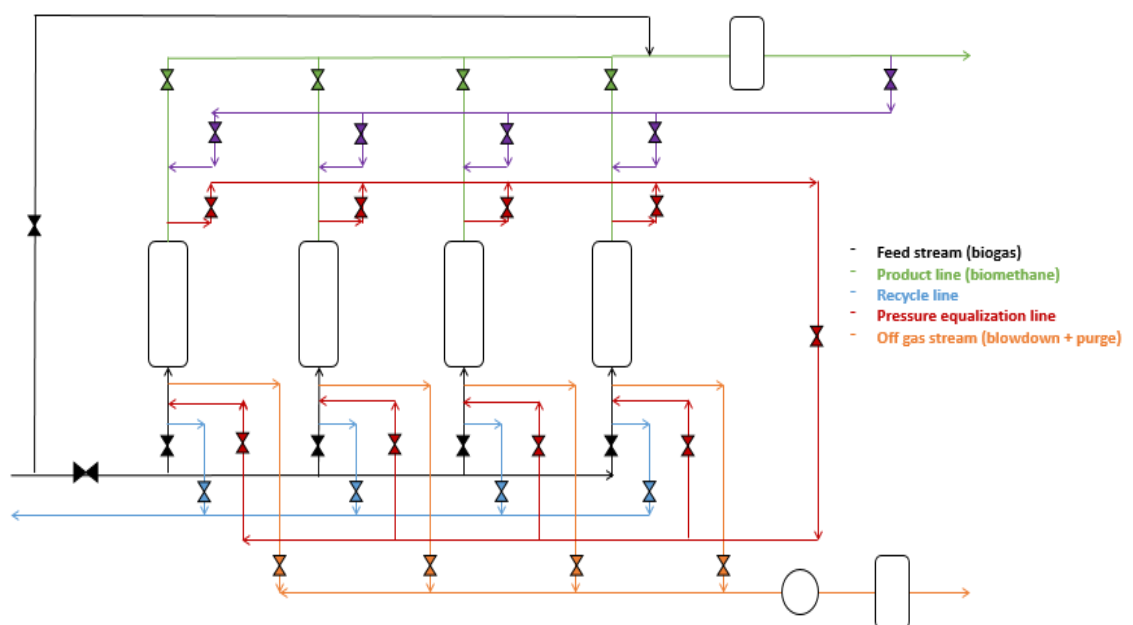 - Feed stream (biogas)
- Product line (biomethane)
- Recycle line
- Pressure equalization line
- Off gas stream (blowdown + purge)